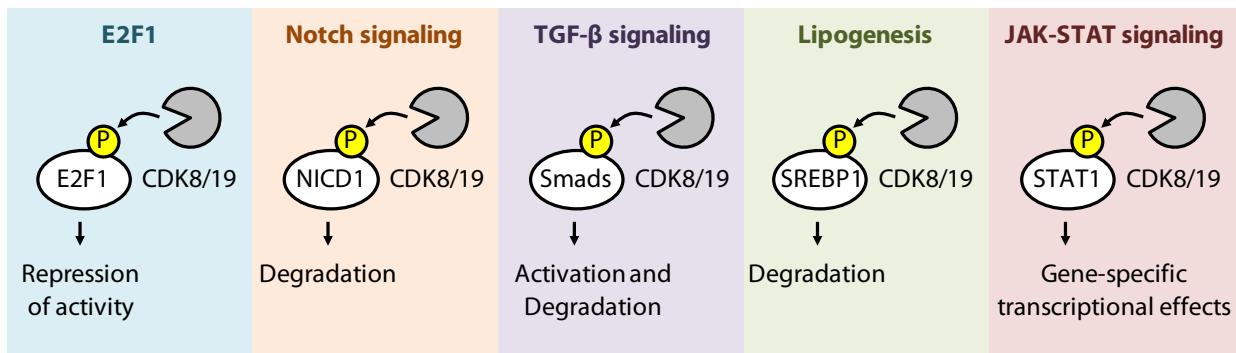 E2F1
P
E2F1
CDK8/19
Repression
of activity
Notch signaling
P
NICD1
CDK8/19
Degradation
TGF-β signaling
P
Smads
CDK8/19
Activation and
Degradation
Lipogenesis
P
SREBP1
CDK8/19
Degradation
JAK-STAT signaling
P
STAT1
CDK8/19
Gene-specific
transcriptional effects